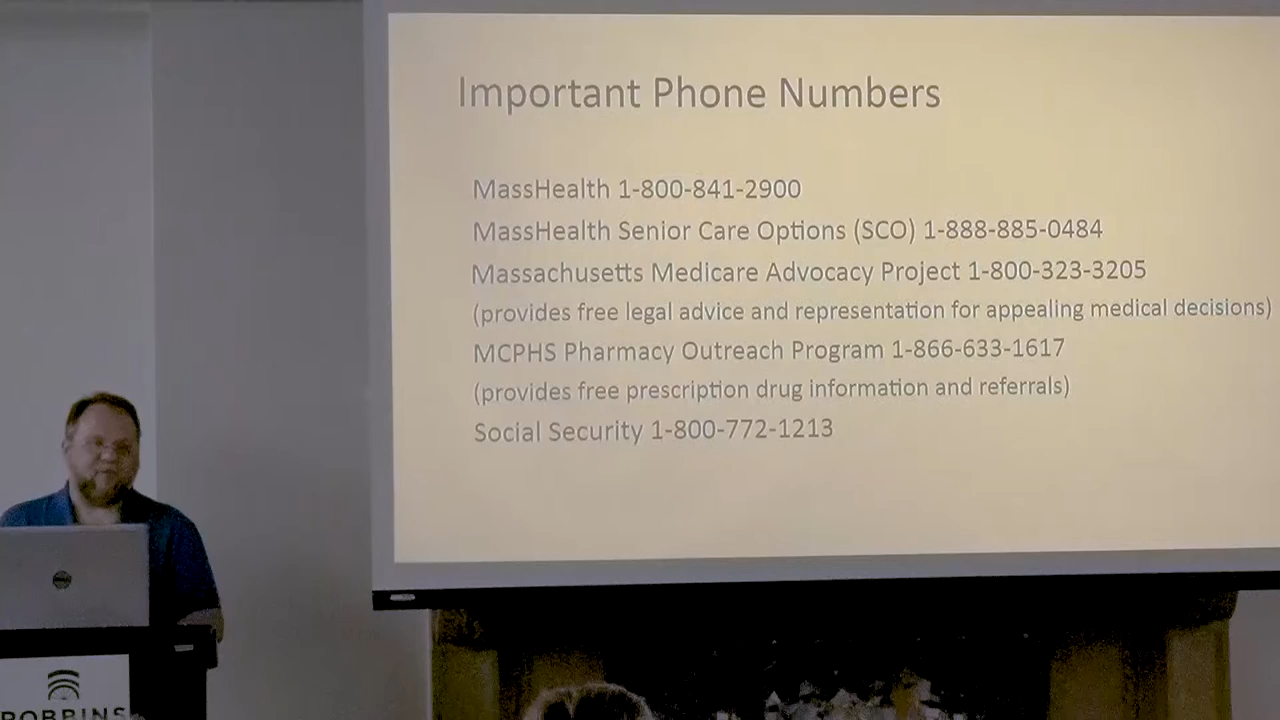 Important Phone Numbers
MassHealth 1-800-841-2900
MassHealth Senior Care Options (SCO) 1-888-885-0484
Massachusetts Medicare Advocacy Project 1-800-323-3205
(provides free legal advice and representation for appealing medical decisions)
MCPHS Pharmacy Outreach Program 1-866-633-1617
(provides free prescription drug information and referrals)
Social Security 1-800-772-1213
DELL
ROBBINS